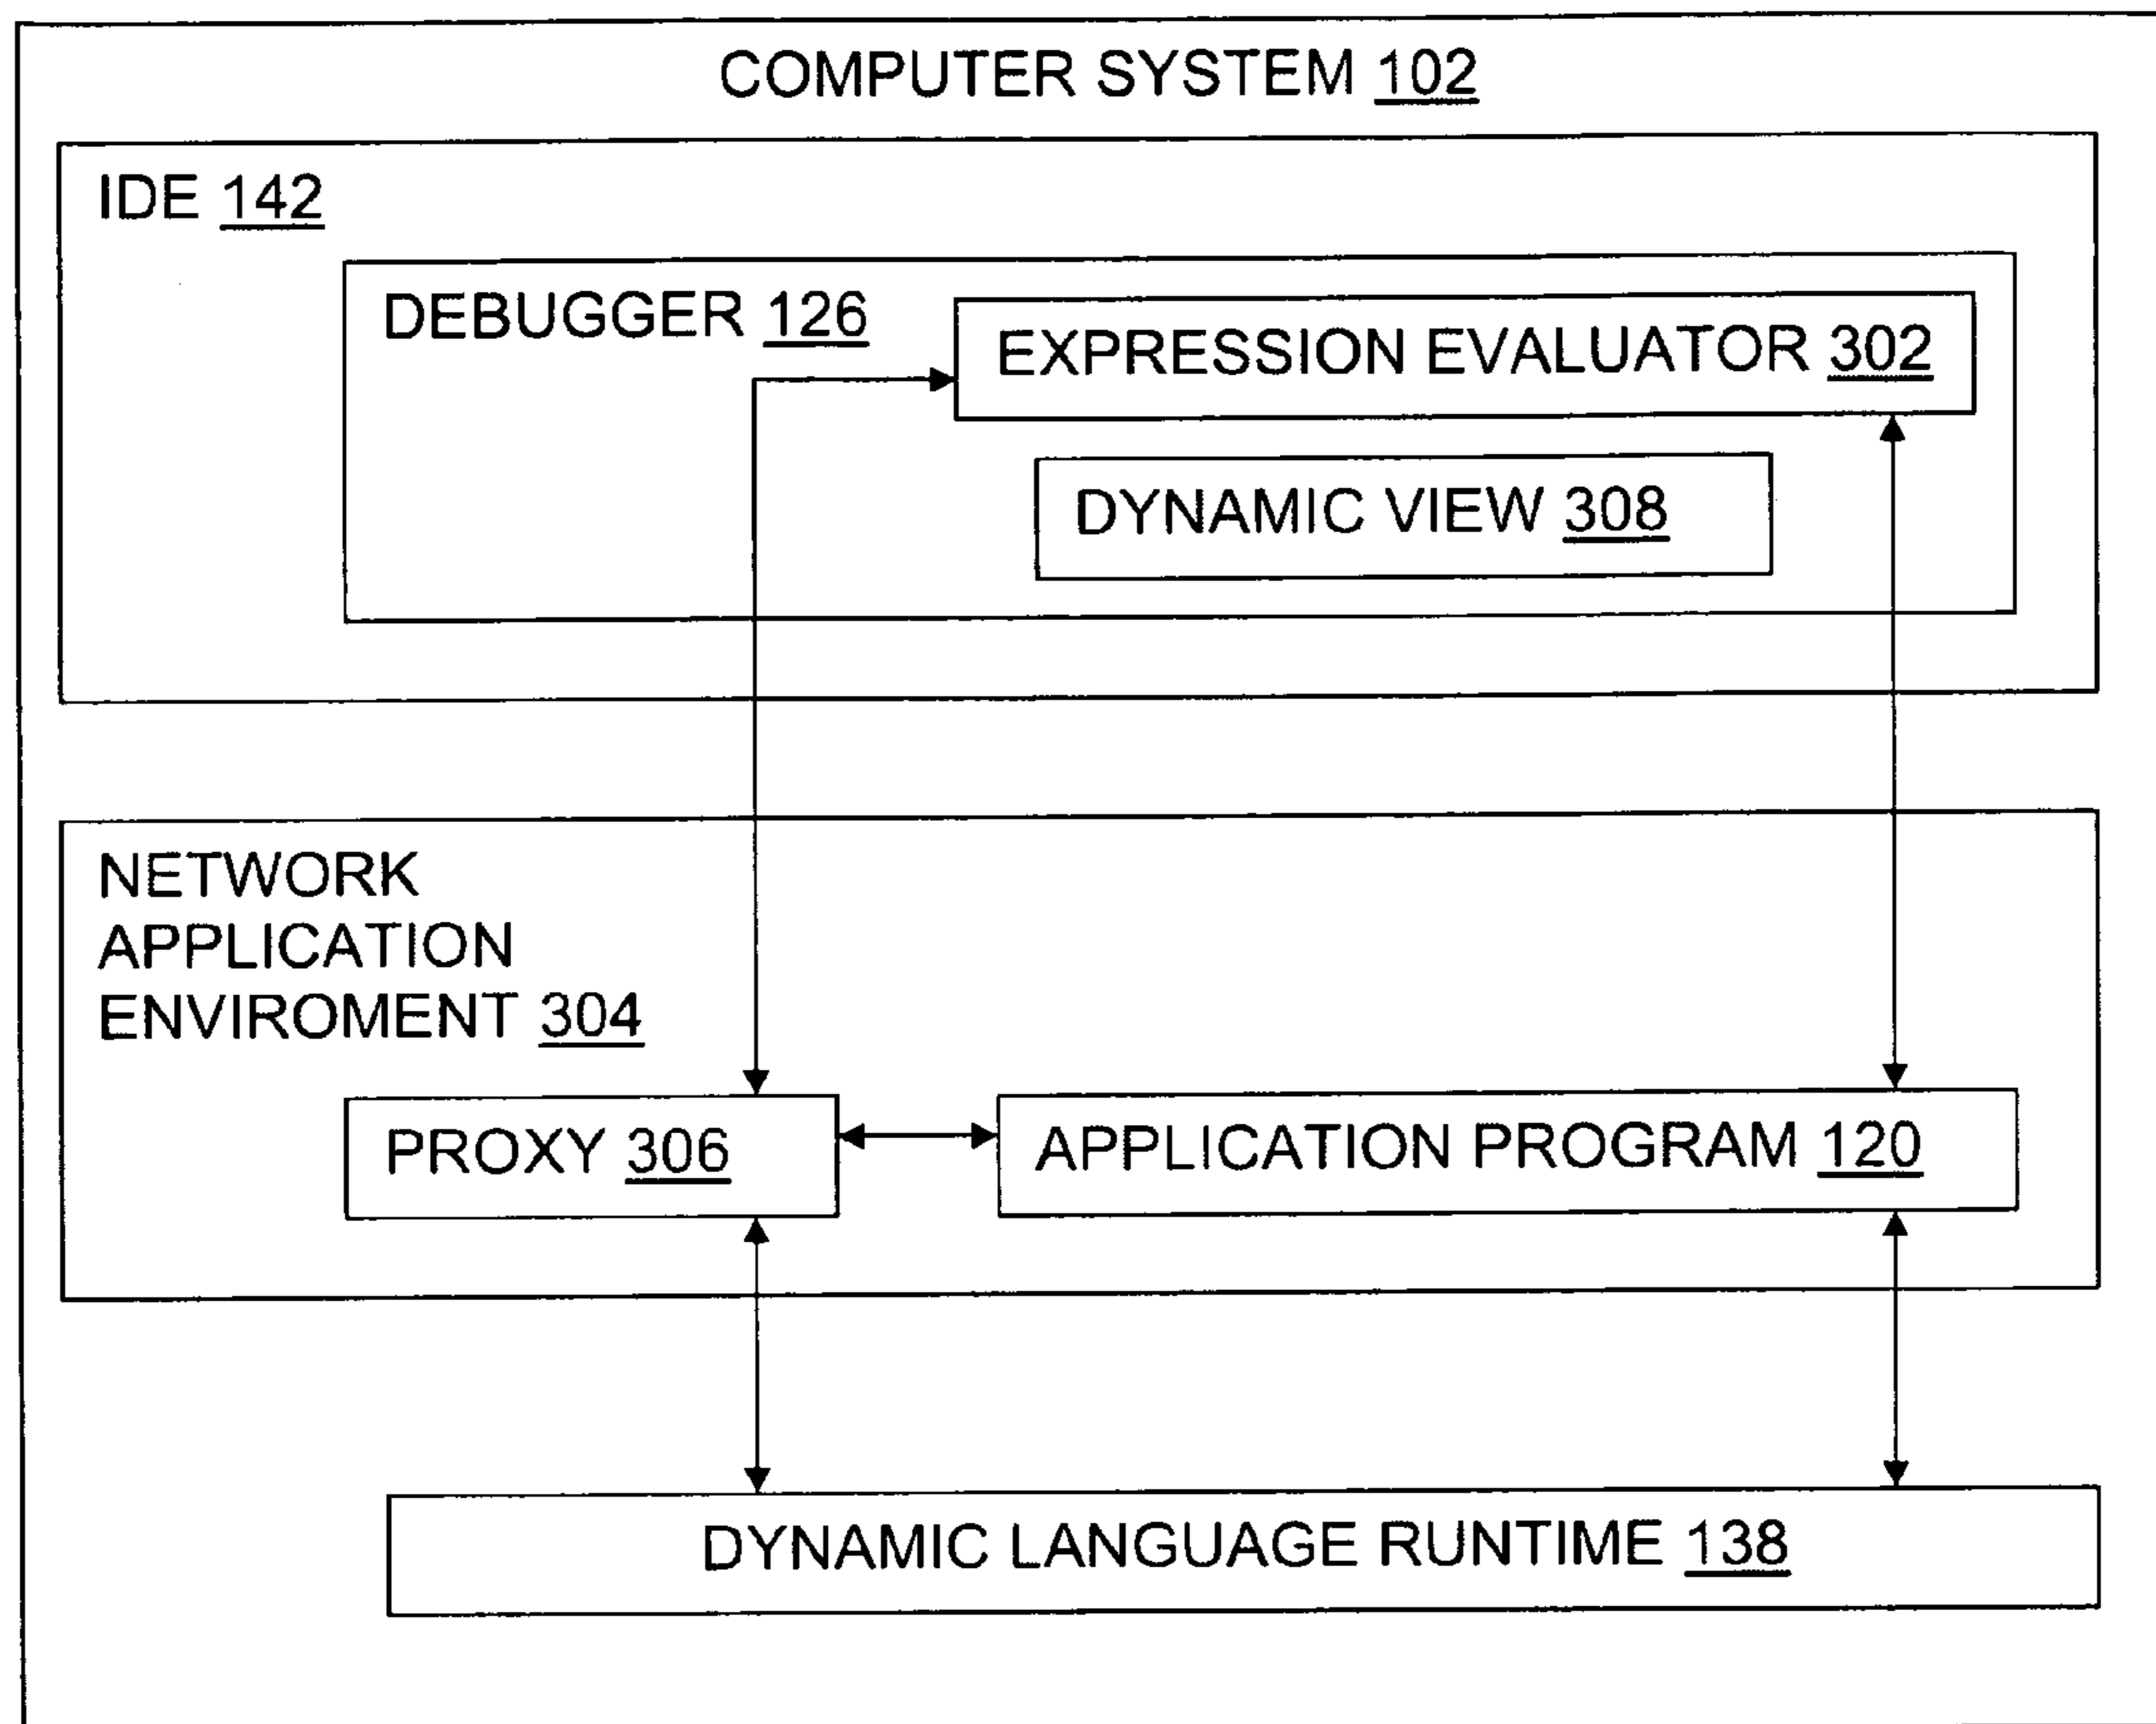 COMPUTER SYSTEM 102
IDE 142
DEBUGGER 126
EXPRESSION EVALUATOR 302
DYNAMIC VIEW 308
NETWORK
APPLICATION
ENVIROMENT 304
PROXY 306
APPLICATION PROGRAM 120
DYNAMIC LANGUAGE RUNTIME 138